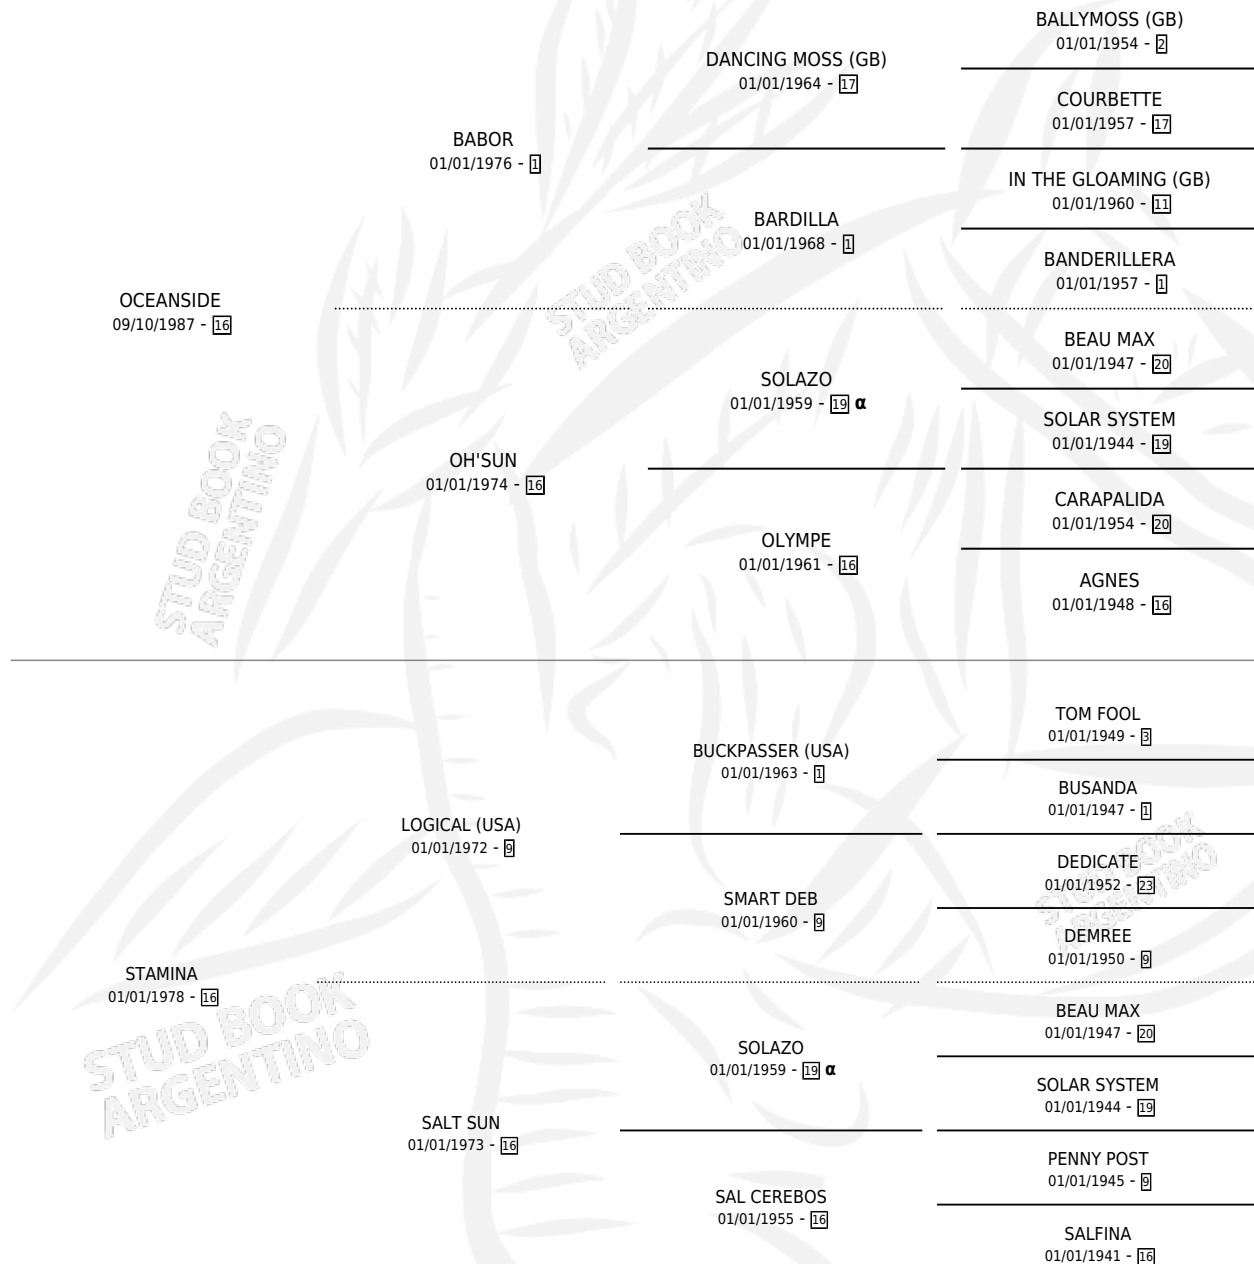 BALLYMOSS (GB)
01/01/1954 - 2
DANCING MOSS (GB)
01/01/1964 - 17
COURBETTE
01/01/1957 - 17
BABOR
01/01/1976 - 1
IN THE GLOAMING (GB)
01/01/1960 - 11
BARDILLA
01/01/1968 - 1
BANDERILLERA
01/01/1957 - 1
OCEANSIDE
09/10/1987 - 16
BEAU MAX
01/01/1947 - 20
SOLAZO
01/01/1959 - 19 α
SOLAR SYSTEM
01/01/1944 - 19
OH'SUN
01/01/1974 - 16
CARAPALIDA
01/01/1954 - 20
OLYMPE
01/01/1961 - 16
AGNES
01/01/1948 - 16
TOM FOOL
01/01/1949 - 3
BUCKPASSER (USA)
01/01/1963 - 1
BUSANDA
01/01/1947 - 1
LOGICAL (USA)
01/01/1972 - 9
DEDICATE
01/01/1952 - 23
SMART DEB
01/01/1960 - 9
DEMREE
01/01/1950 - 9
STAMINA
01/01/1978 - 16
BEAU MAX
01/01/1947 - 20
SOLAZO
01/01/1959 - 19 α
SOLAR SYSTEM
01/01/1944 - 19
SALT SUN
01/01/1973 - 16
PENNY POST
01/01/1945 - 9
SAL CEREBOS
01/01/1955 - 16
SALFINA
01/01/1941 - 16
STUD BOOK
ARGENTINO
STUD BOOK
ARGENTINO
STUD BOOK
ARGENTINO
STUD BOOK
ARGENTINO